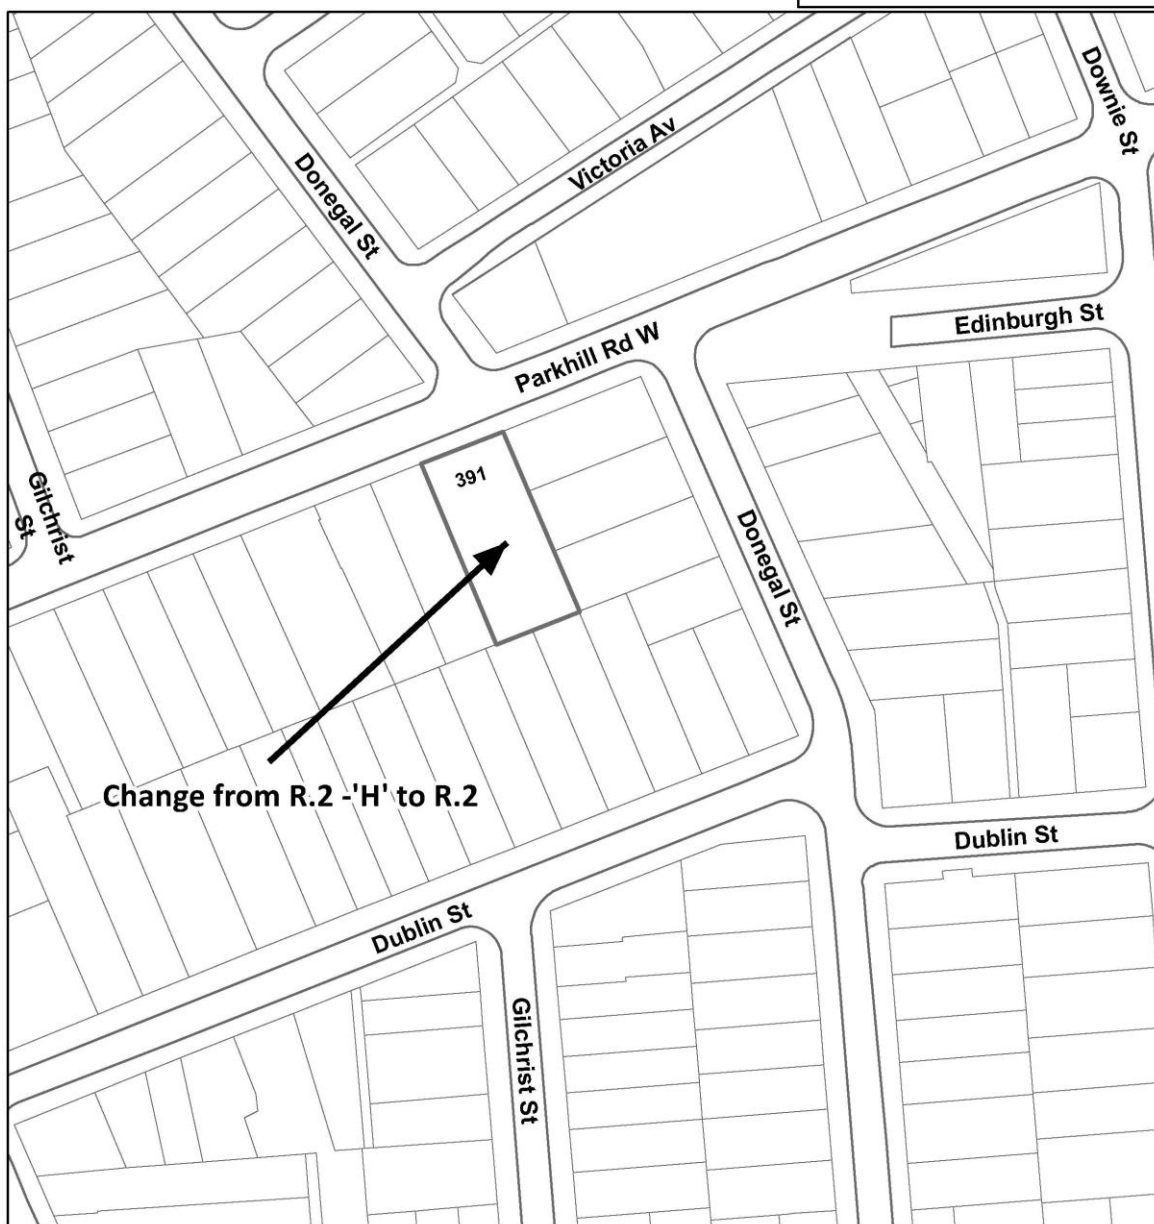 Downie St
Victoria Av
Donegal St
Edinburgh St
Parkhill Rd W
391
Gilchrist
St
Donegal St
Change from R.2 -'H' to R.2
Dublin St
Dublin St
Gilchrist St